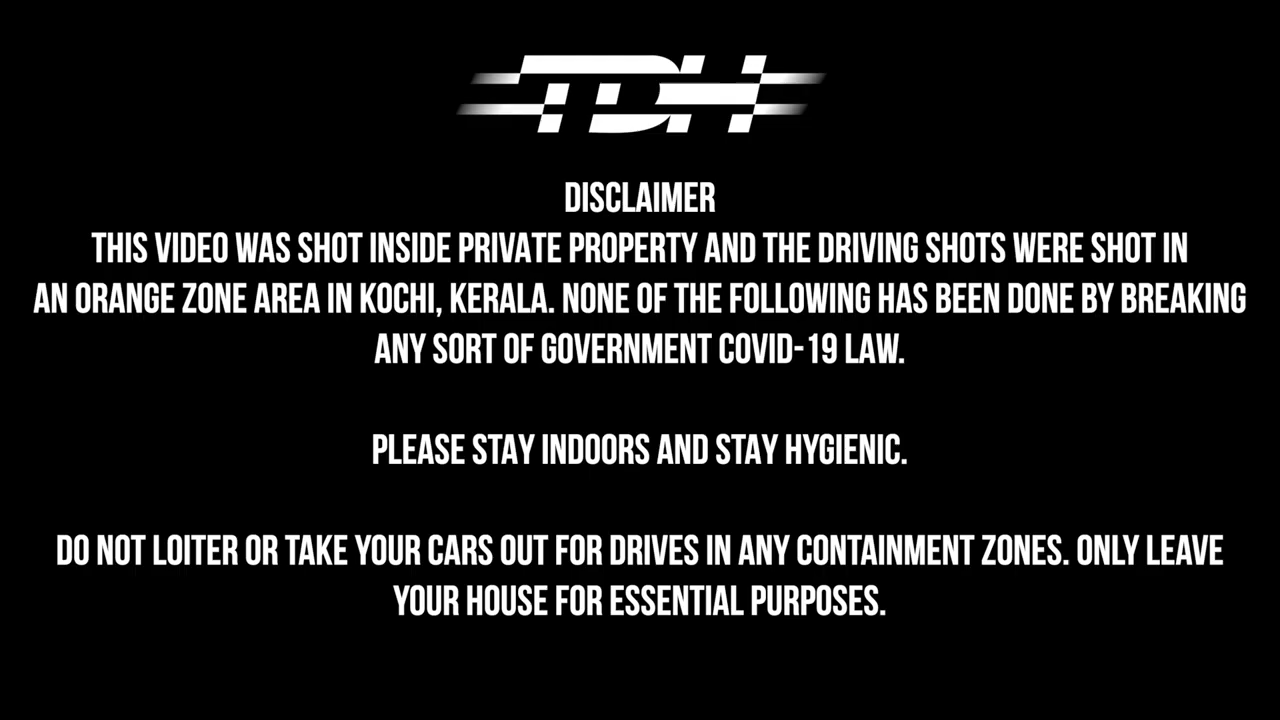 TDH
DISCLAIMER
THIS VIDEO WAS SHOT INSIDE PRIVATE PROPERTY AND THE DRIVING SHOTS WERE SHOT IN
AN ORANGE ZONE AREA IN KOCHI, KERALA. NONE OF THE FOLLOWING HAS BEEN DONE BY BREAKING
ANY SORT OF GOVERNMENT COVID-19 LAW.
PLEASE STAY INDOORS AND STAY HYGIENIC.
DO NOT LOITER OR TAKE YOUR CARS OUT FOR DRIVES IN ANY CONTAINMENT ZONES. ONLY LEAVE
YOUR HOUSE FOR ESSENTIAL PURPOSES.